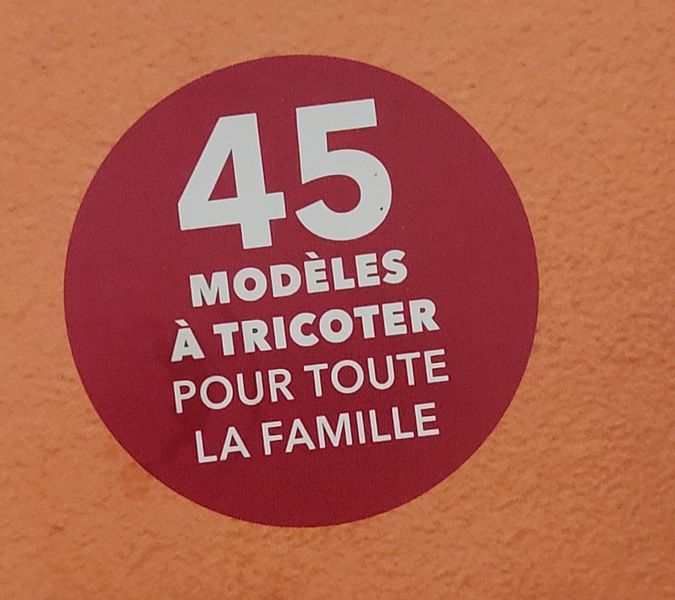 45
MODÈLES
À TRICOTER
POUR TOUTE
LA FAMILLE